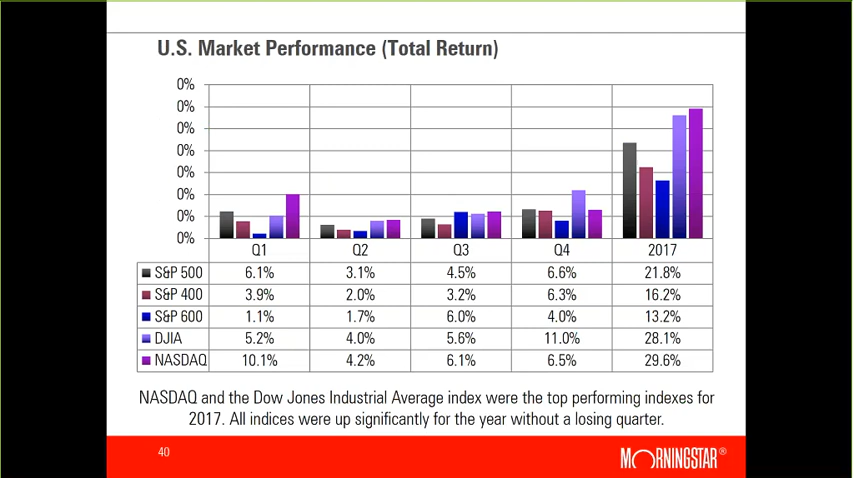 U.S. Market Performance (Total Return)
0%
0%
0%
0%
0%
0%
0%
0%
Q1 Q2 Q3 Q4 2017
S&P 500 6.1% 3.1% 4.5% 6.6% 21.8%
S&P 400 3.9% 2.0% 3.2% 6.3% 16.2%
S&P 600 1.1% 1.7% 6.0% 4.0% 13.2%
DJIA 5.2% 4.0% 5.6% 11.0% 28.1%
NASDAQ 10.1% 4.2% 6.1% 6.5% 29.6%
NASDAQ and the Dow Jones Industrial Average index were the top performing indexes for
2017. All indices were up significantly for the year without a losing quarter.
40
MORNINGSTAR®